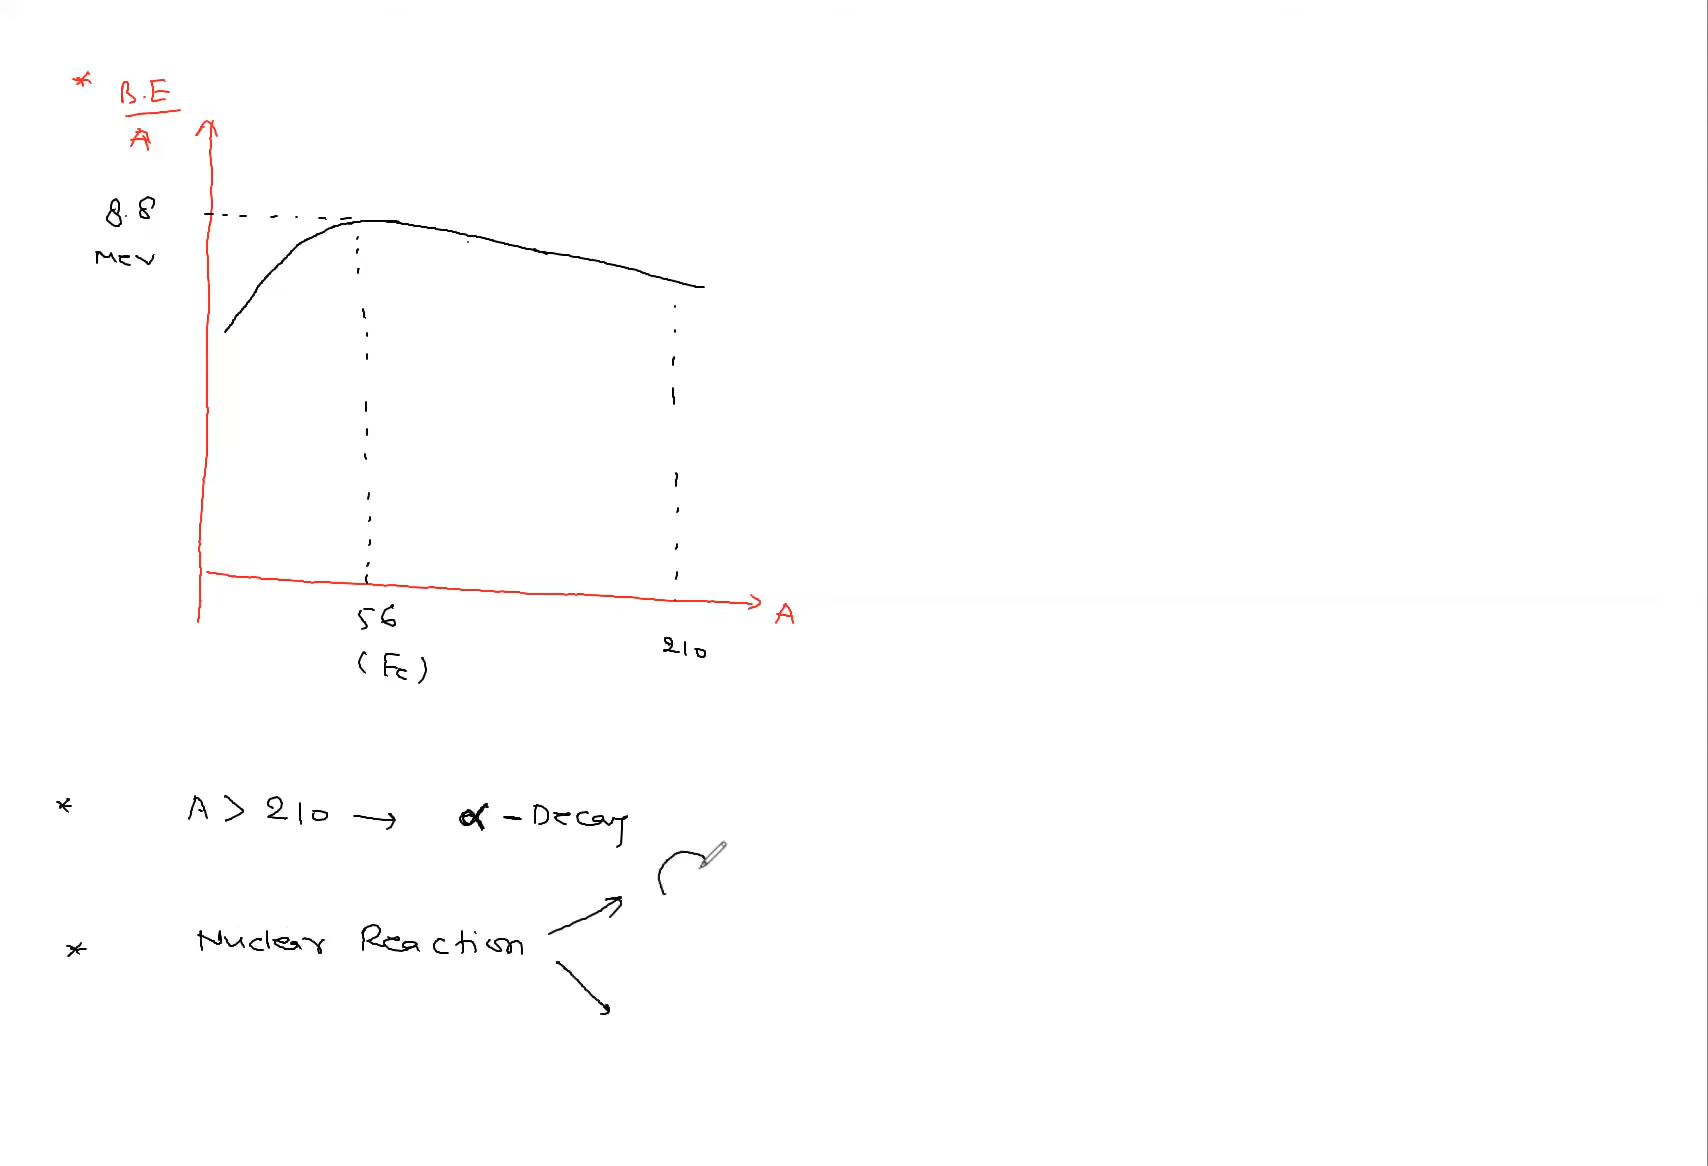 * B.E
A
8.8
MeV
A
56
210
(Fe)
* A > 210 → α - Decay
* Nuclear Reaction